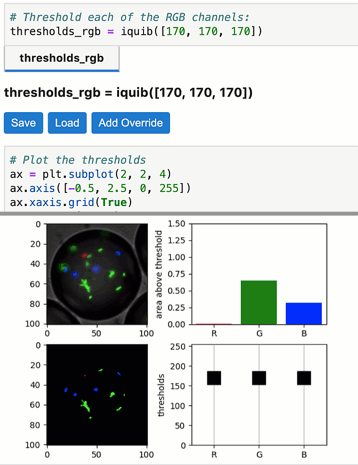 # Threshold each of the RGB channels:
thresholds_rgb = iquib([170, 170, 170])
thresholds_rgb
thresholds_rgb = iquib([170, 170, 170])
Save Load Add Override
# Plot the thresholds
ax = plt.subplot(2, 2, 4)
ax.axis([-0.5, 2.5, 0, 255])
ax.xaxis.grid(True)
0
20
40
60
80
100
0 50 100
area above threshold
1.50
1.25
1.00
0.75
0.50
0.25
0.00
R G B
0
20
40
60
80
100
0 50 100
thresholds
250
200
150
100
50
0
R G B